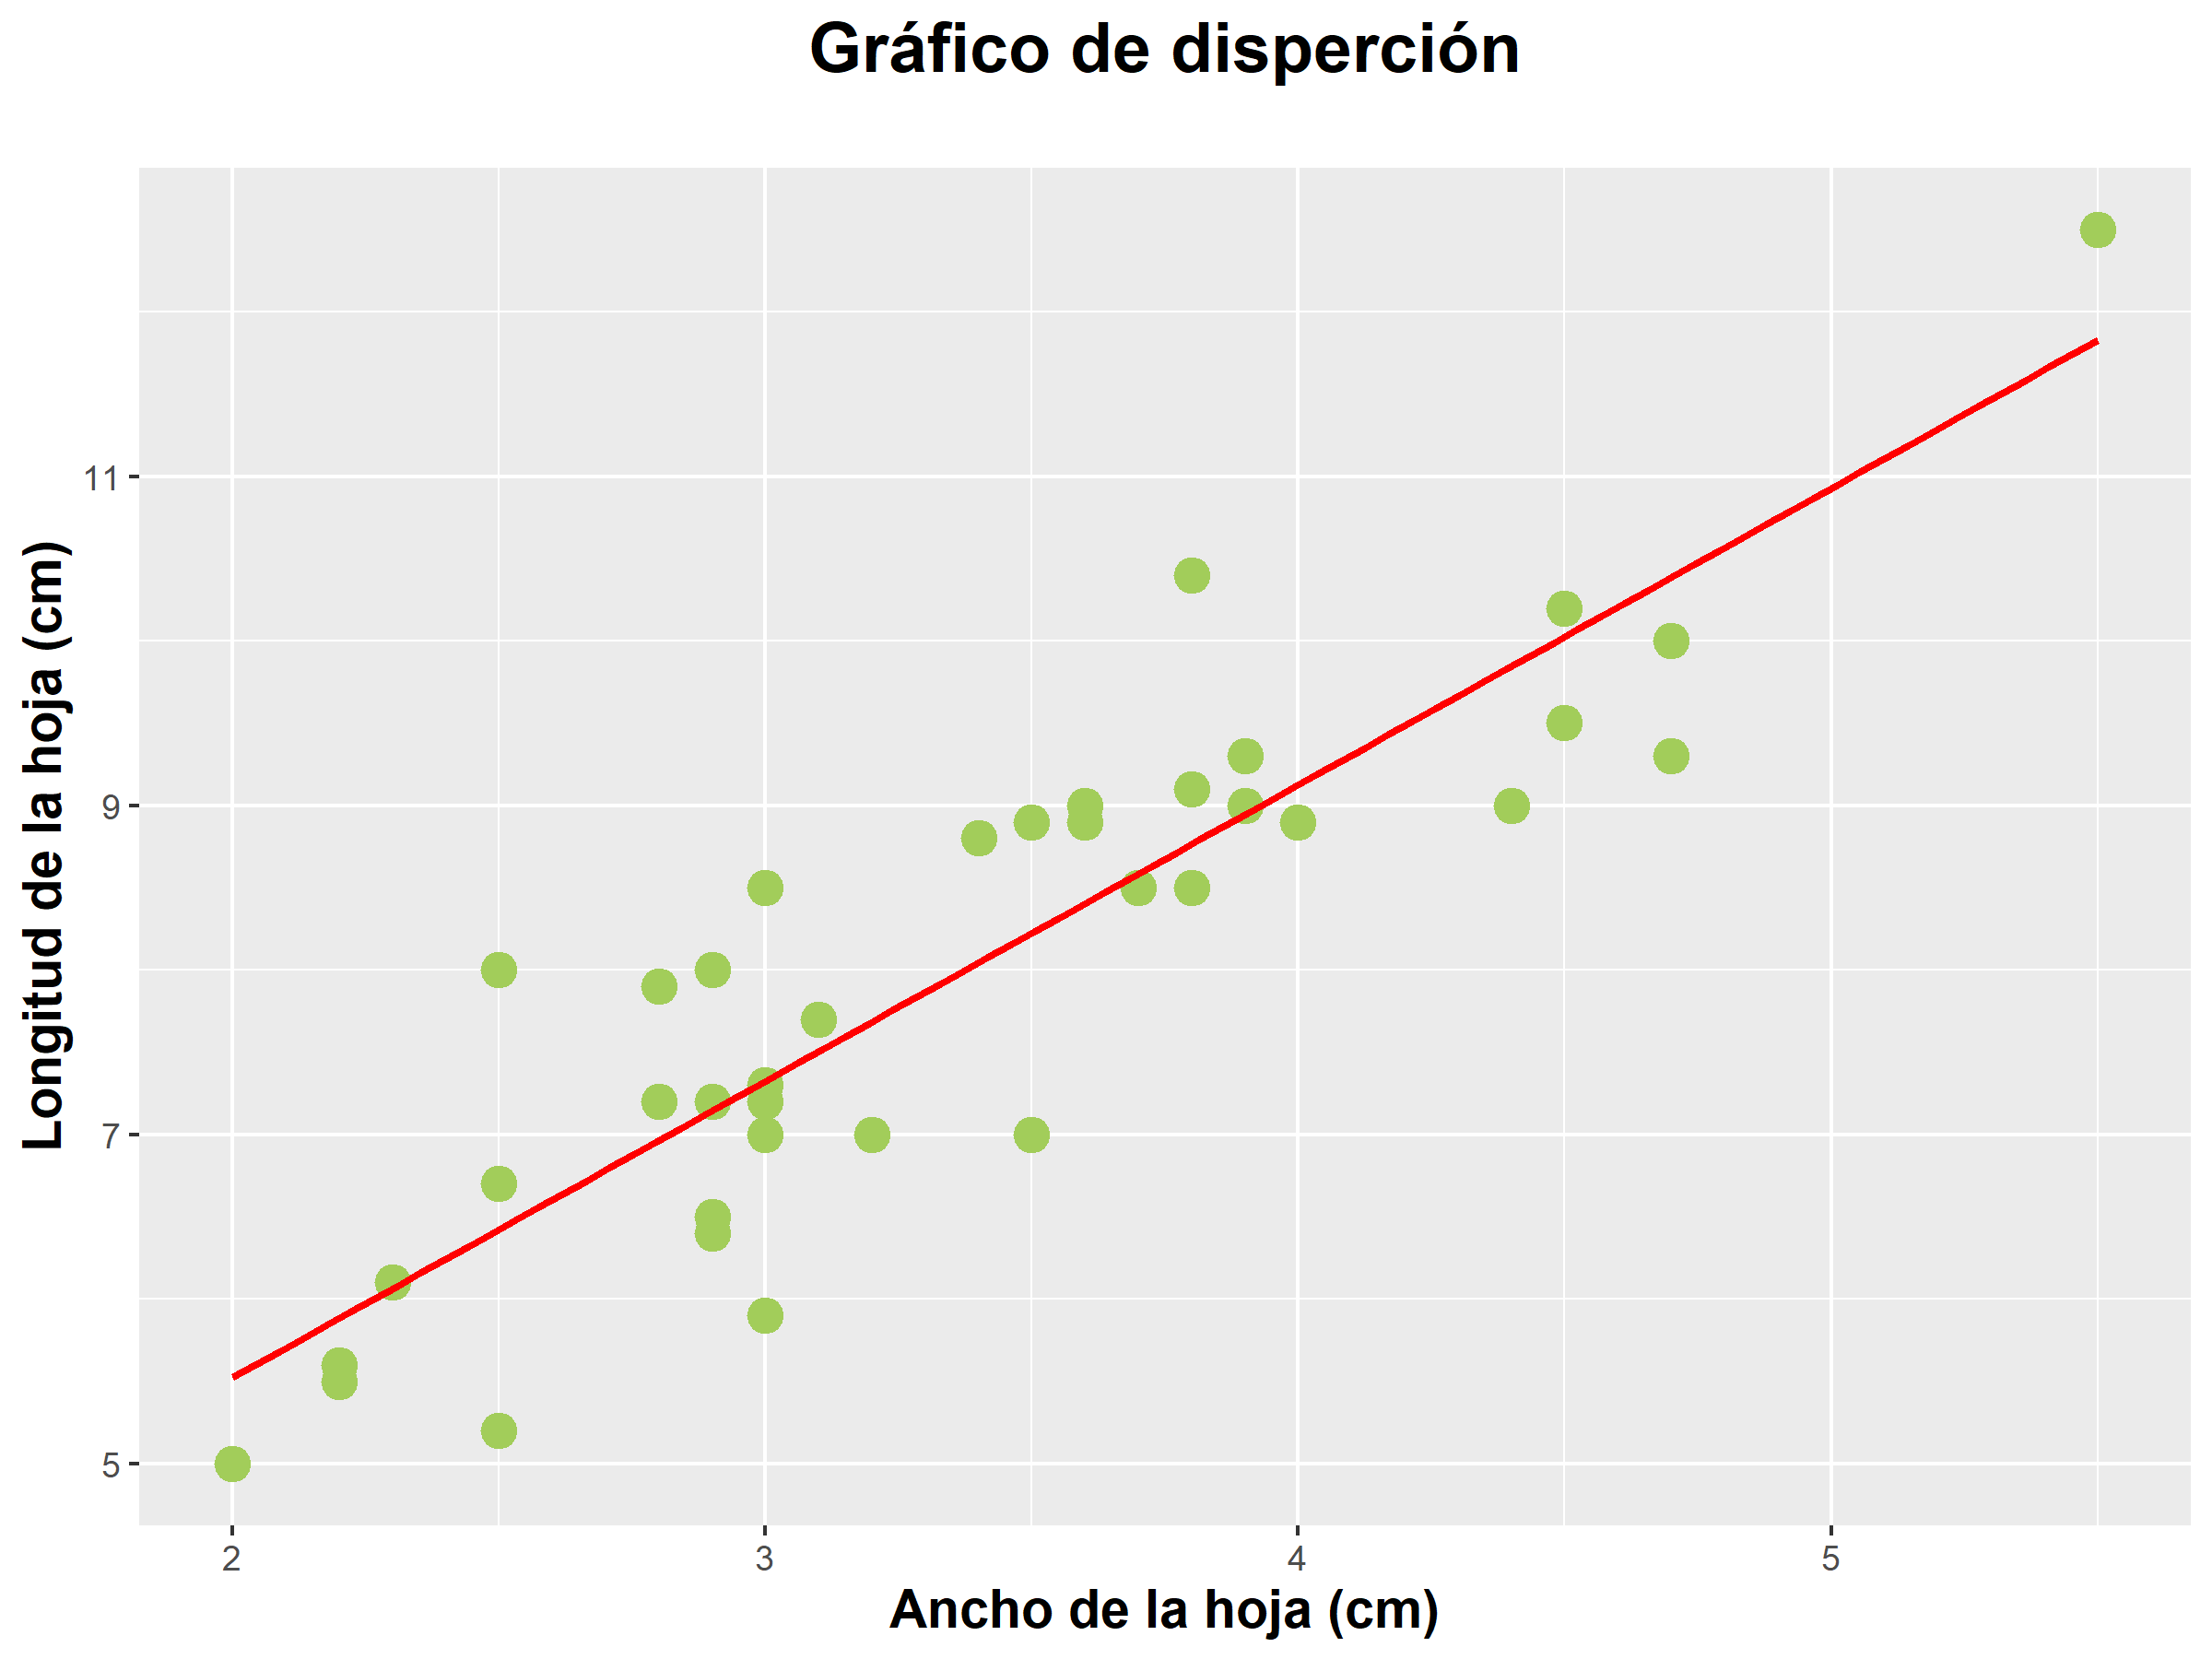 Gráfico de disperción
Longitud de la hoja (cm)
11
9
7
5
2 3 4 5
Ancho de la hoja (cm)